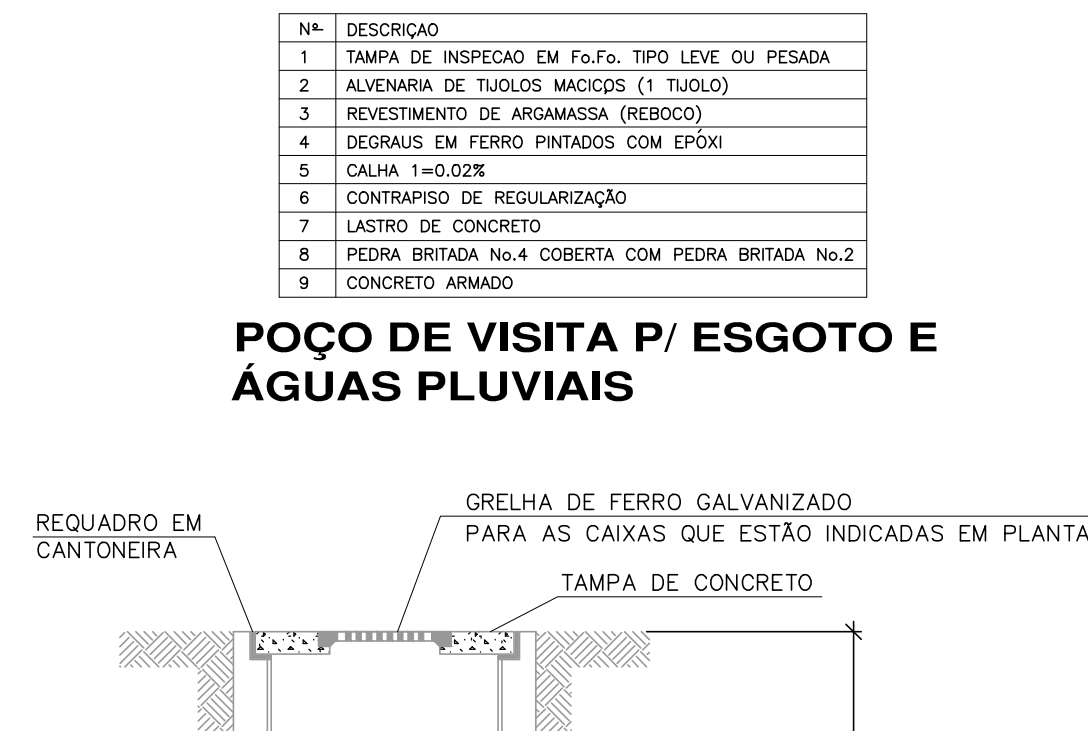 Nº DESCRIÇAO
1 TAMPA DE INSPECAO EM Fo.Fo. TIPO LEVE OU PESADA
2 ALVENARIA DE TIJOLOS MACIÇOS (1 TIJOLO)
3 REVESTIMENTO DE ARGAMASSA (REBOCO)
4 DEGRAUS EM FERRO PINTADOS COM EPÓXI
5 CALHA 1=0.02%
6 CONTRAPISO DE REGULARIZAÇÃO
7 LASTRO DE CONCRETO
8 PEDRA BRITADA No.4 COBERTA COM PEDRA BRITADA No.2
9 CONCRETO ARMADO
POÇO DE VISITA P/ ESGOTO E
ÁGUAS PLUVIAIS
GRELHA DE FERRO GALVANIZADO
PARA AS CAIXAS QUE ESTÃO INDICADAS EM PLANTA
REQUADRO EM
CANTONEIRA
TAMPA DE CONCRETO